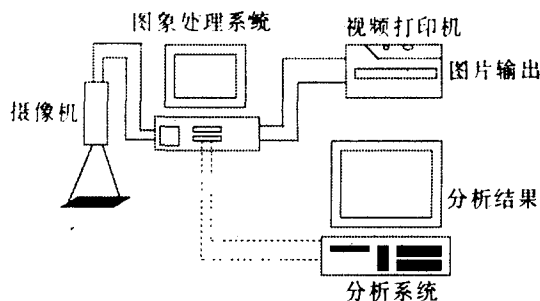 图象处理系统
视频打印机
图片输出
摄像机
分析结果
分析系统